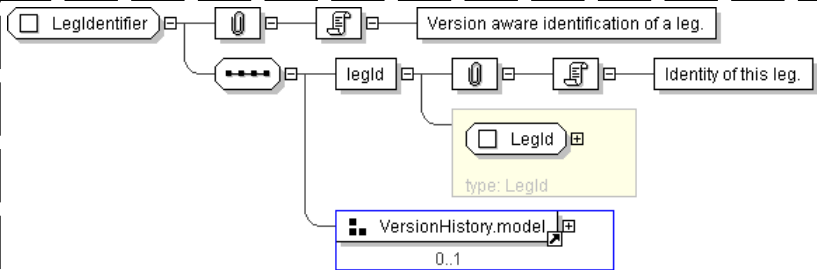 LegIdentifier
Version aware identification of a leg.
legId
Identity of this leg.
LegId
type: LegId
VersionHistory.model
0..1